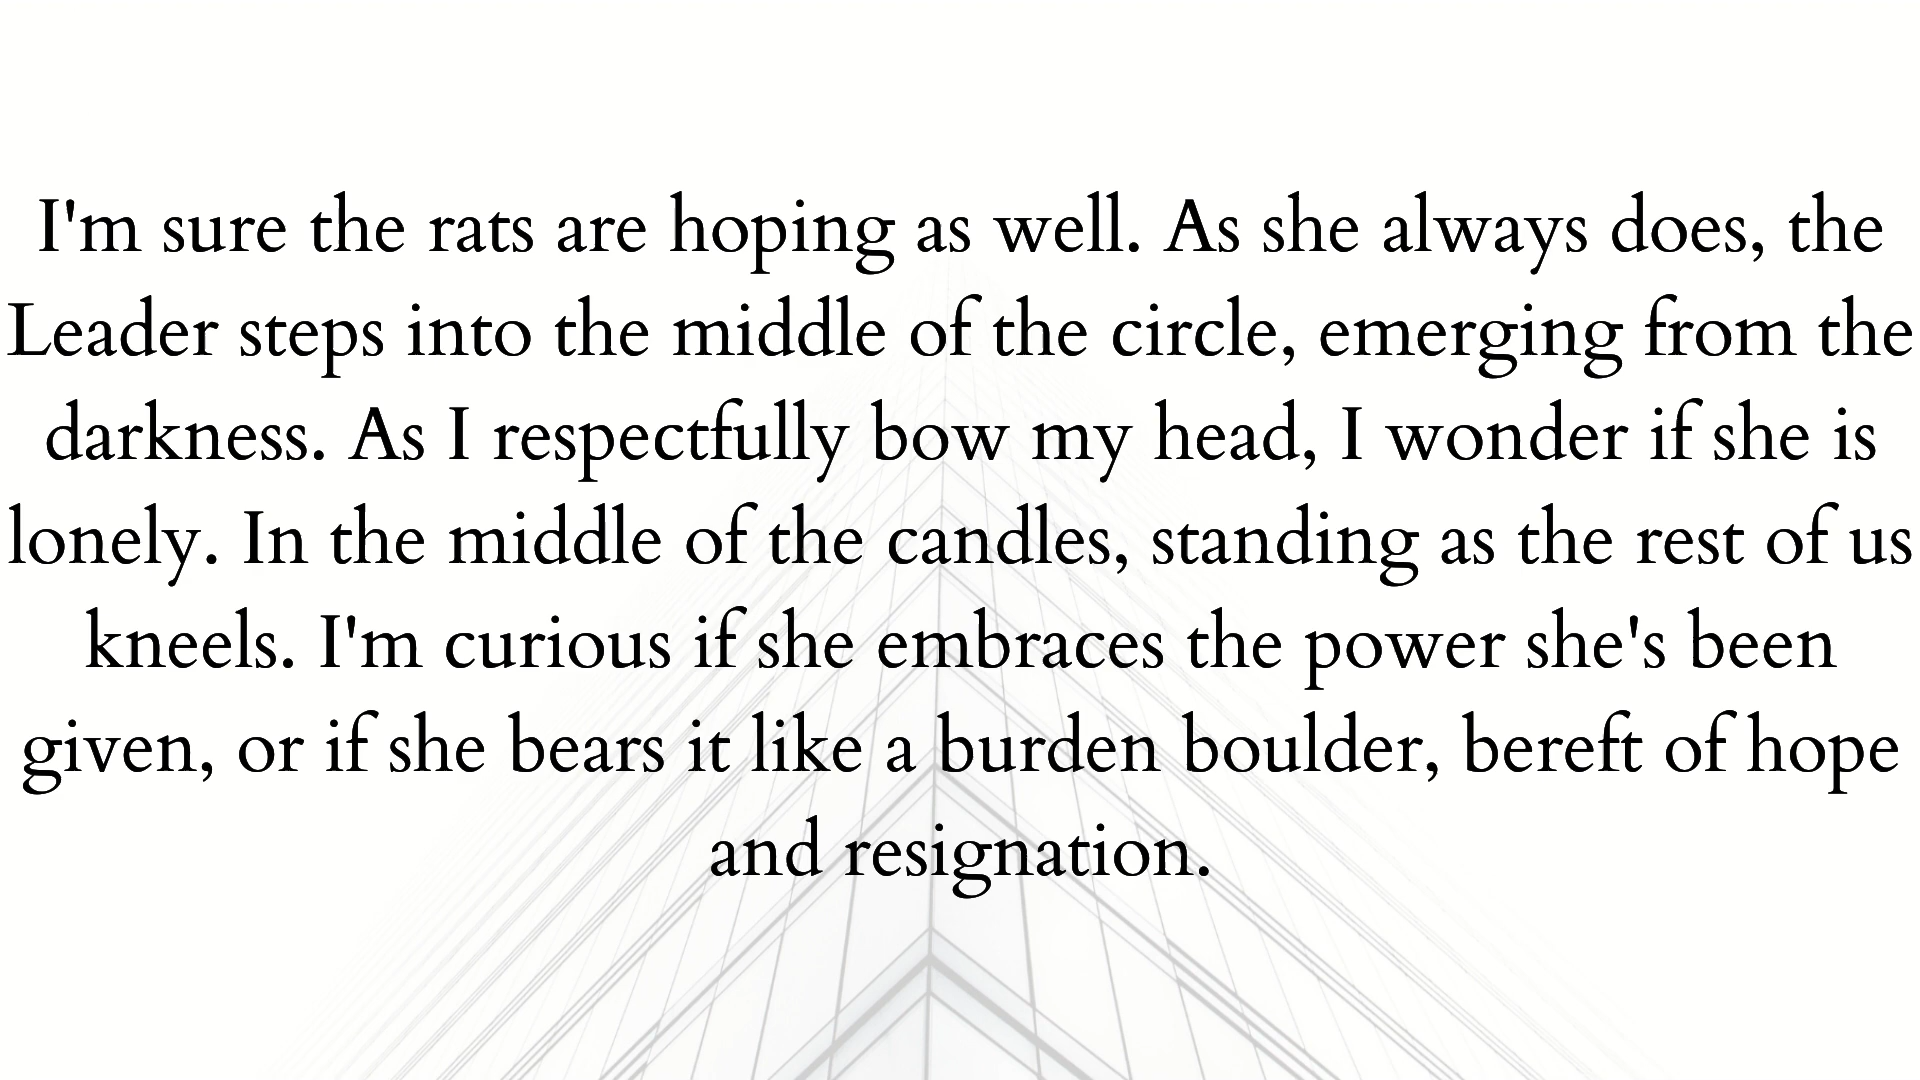 I'm sure the rats are hoping as well. As she always does, the
Leader steps into the middle of the circle, emerging from the
darkness. As I respectfully bow my head, I wonder if she is
lonely. In the middle of the candles, standing as the rest of us
kneels. I'm curious if she embraces the power she's been
given, or if she bears it like a burden boulder, bereft of hope
and resignation.